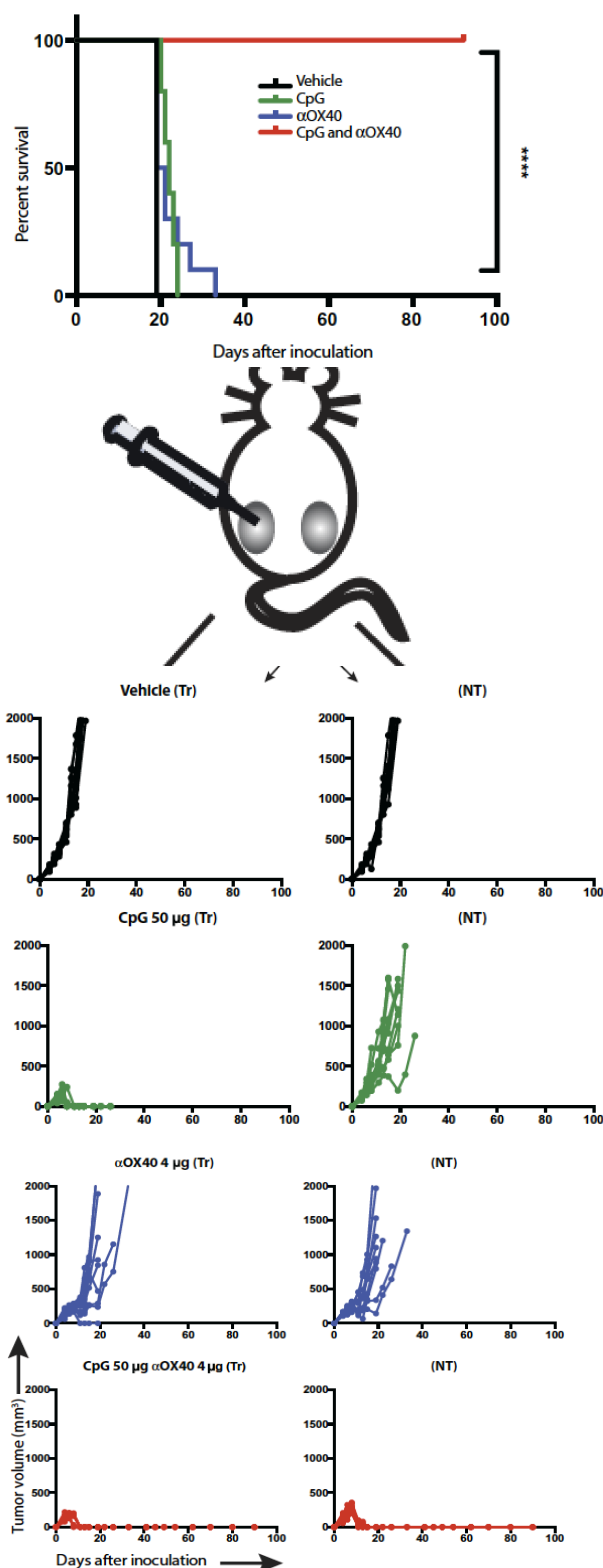 100
50
0
Percent survival
Vehicle
CpG
αOX40
CpG and αOX40
****
0 20 40 60 80 100
Days after inoculation
Vehicle (Tr)
(NT)
2000
1500
1000
500
0
0 20 40 60 80 100
2000
1500
1000
500
0
0 20 40 60 80 100
CpG 50 µg (Tr)
(NT)
2000
1500
1000
500
0
0 20 40 60 80 100
2000
1500
1000
500
0
0 20 40 60 80 100
αOX40 4 µg (Tr)
(NT)
2000
1500
1000
500
0
0 20 40 60 80 100
2000
1500
1000
500
0
0 20 40 60 80 100
CpG 50 µg αOX40 4 µg (Tr)
(NT)
Tumor volume (mm³)
2000
1500
1000
500
0
0 20 40 60 80 100
2000
1500
1000
500
0
0 20 40 60 80 100
Days after inoculation